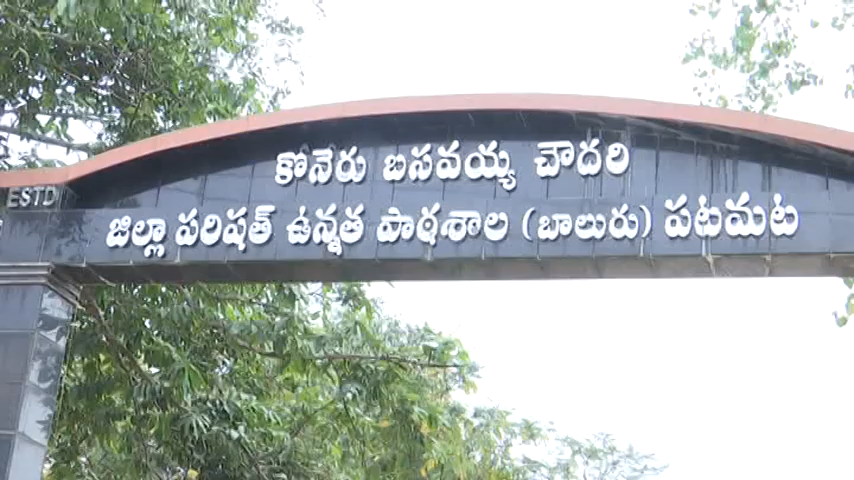 కోనేరు బసవయ్య చౌదరి
ESTD
జిల్లా పరిషత్ ఉన్నత పాఠశాల (బాలురు) పటమట